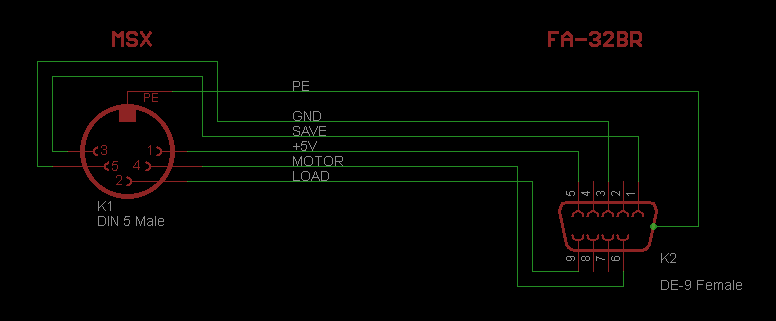 MSX FA-32BR
PE
PE
GND
SAVE
+5V
MOTOR
LOAD
3 1
5 4
2
K1
DIN 5 Male
5 4 3 2 1
9 8 7 6
K2
DE-9 Female